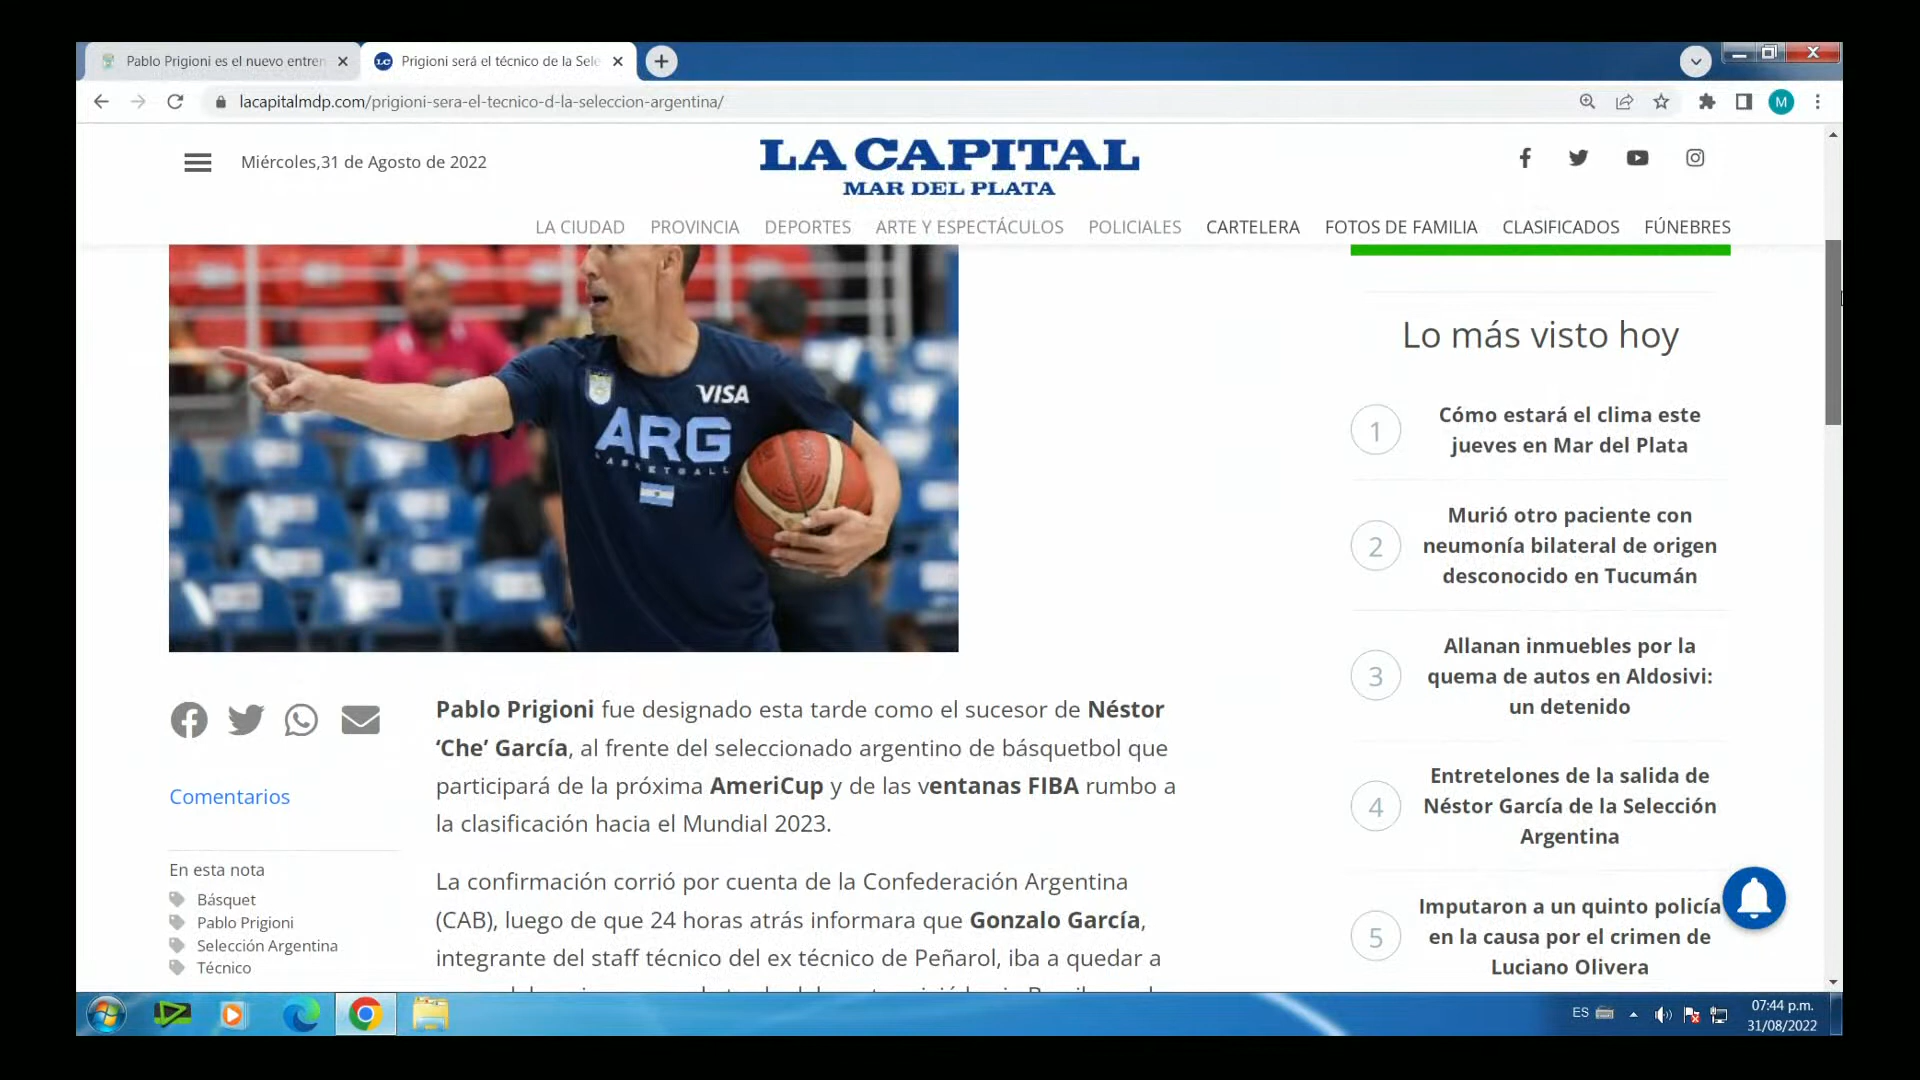 Pablo Prigioni es el nuevo entren
Prigioni será el técnico de la Sele
lacapitalmdp.com/prigioni-sera-el-tecnico-d-la-seleccion-argentina/
M
Miércoles,31 de Agosto de 2022
LA CAPITAL
MAR DEL PLATA
LA CIUDAD PROVINCIA DEPORTES ARTE Y ESPECTÁCULOS POLICIALES CARTELERA FOTOS DE FAMILIA CLASIFICADOS FÚNEBRES
VISA
ARG
BASKETBALL
Comentarios
En esta nota
Básquet
Pablo Prigioni
Selección Argentina
Técnico
Pablo Prigioni fue designado esta tarde como el sucesor de Néstor
‘Che’ García, al frente del seleccionado argentino de básquetbol que
participará de la próxima AmeriCup y de las ventanas FIBA rumbo a
la clasificación hacia el Mundial 2023.
La confirmación corrió por cuenta de la Confederación Argentina
(CAB), luego de que 24 horas atrás informara que Gonzalo García,
integrante del staff técnico del ex técnico de Peñarol, iba a quedar a
Lo más visto hoy
1
Cómo estará el clima este
jueves en Mar del Plata
2
Murió otro paciente con
neumonía bilateral de origen
desconocido en Tucumán
3
Allanan inmuebles por la
quema de autos en Aldosivi:
un detenido
4
Entretelones de la salida de
Néstor García de la Selección
Argentina
5
Imputaron a un quinto policía
en la causa por el crimen de
Luciano Olivera
ES
07:44 p.m.
31/08/2022